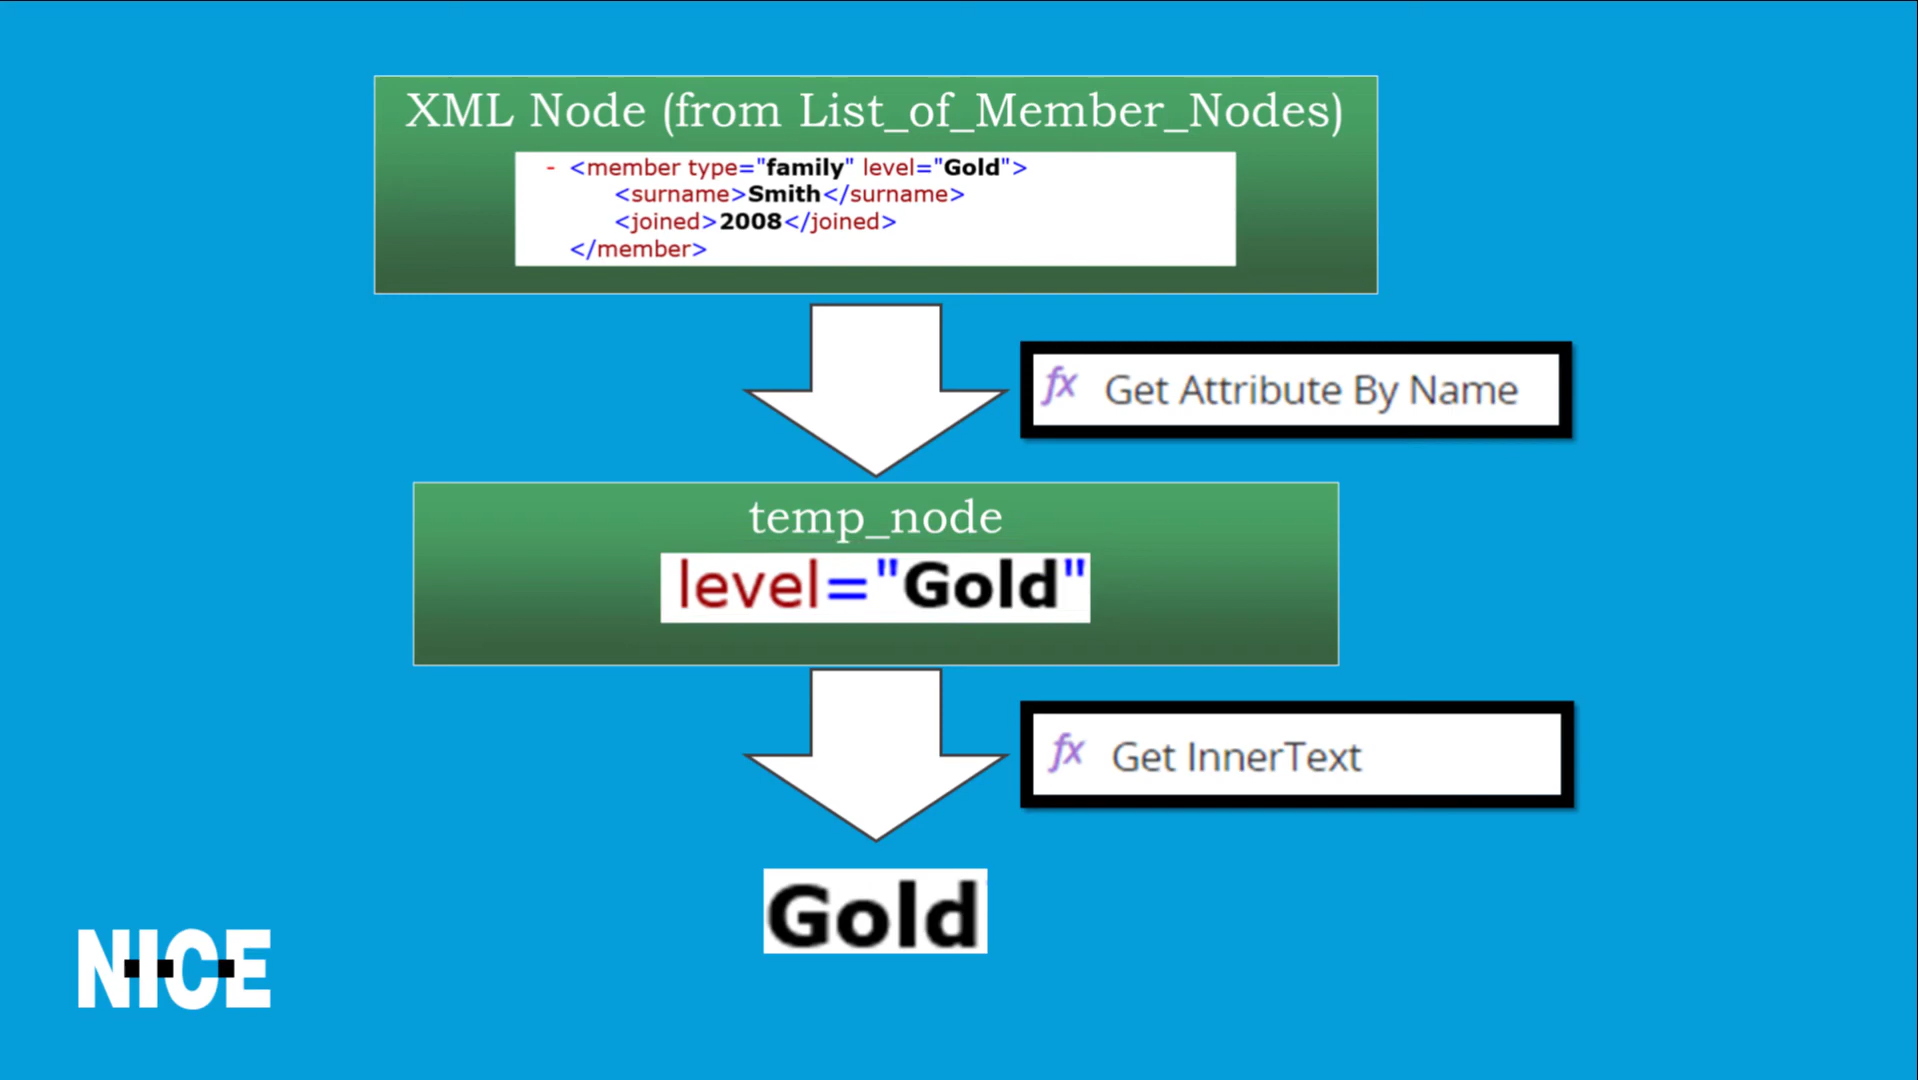 XML Node (from List_of_Member_Nodes)
- <member type="family" level="Gold">
<surname>Smith</surname>
<joined>2008</joined>
</member>
fx Get Attribute By Name
temp_node
level="Gold"
fx Get InnerText
Gold
NICE